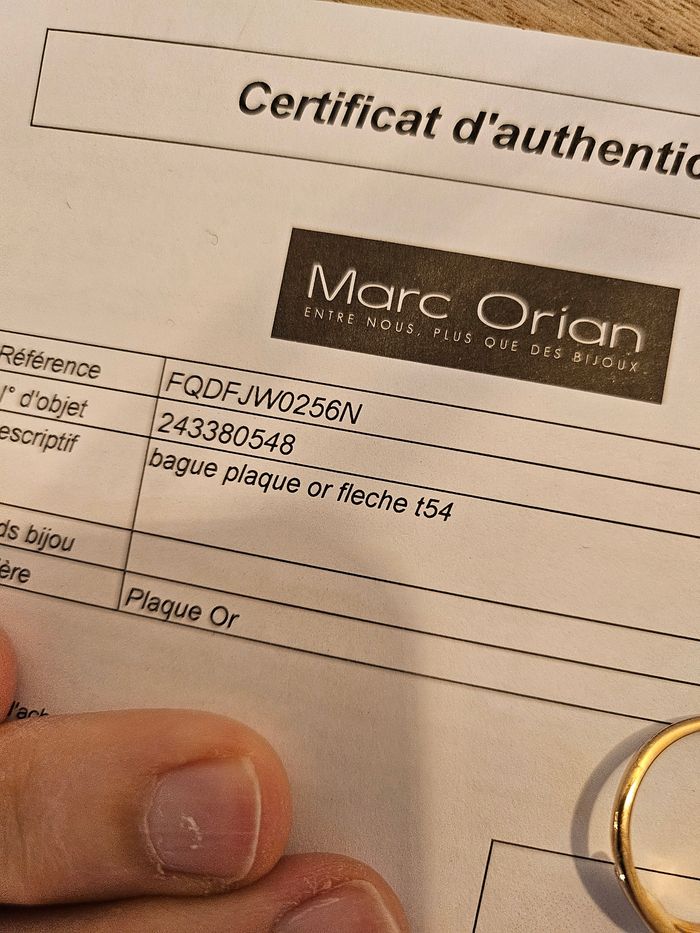 Certificat d'authentic
Marc Orian
ENTRE NOUS, PLUS QUE DES BIJOUX
Référence FQDFJW0256N
N° d'objet 243380548
escriptif bague plaque or fleche t54
ds bijou
ère Plaque Or
l'ach